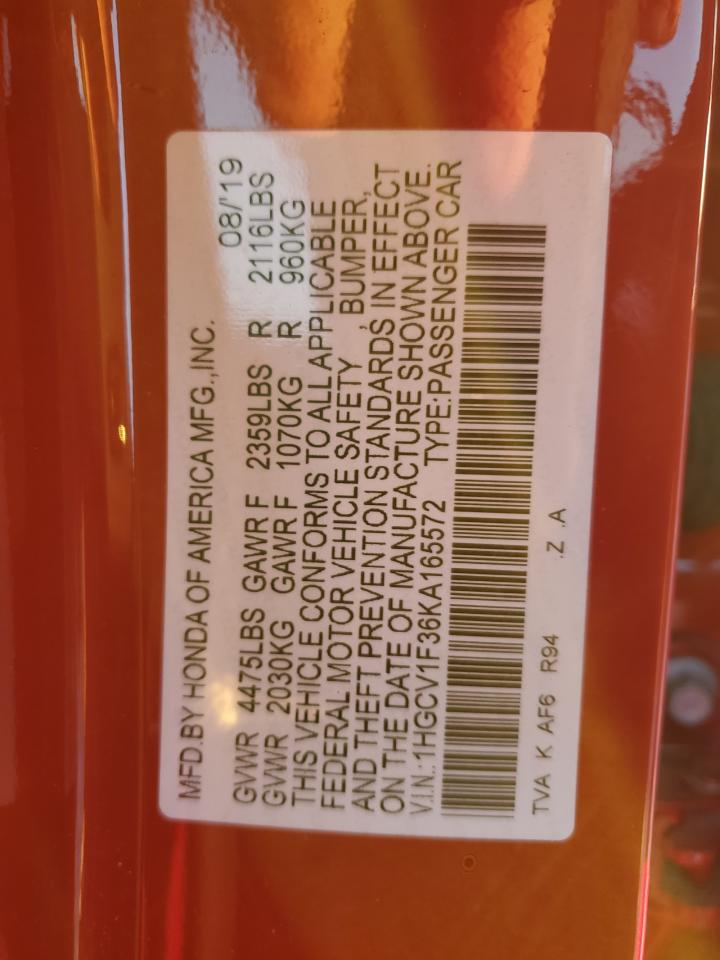 MFD.BY HONDA OF AMERICA MFG.,INC. 08/'19
GVWR 4475LBS GAWR F 2359LBS R 2116LBS
GVWR 2030KG GAWR F 1070KG R 960KG
THIS VEHICLE CONFORMS TO ALL APPLICABLE
FEDERAL MOTOR VEHICLE SAFETY, BUMPER,
AND THEFT PREVENTION STANDARDS IN EFFECT
ON THE DATE OF MANUFACTURE SHOWN ABOVE.
V.I.N.:1HGCV1F36KA165572 TYPE:PASSENGER CAR
TVA K AF6 R94 .Z .A